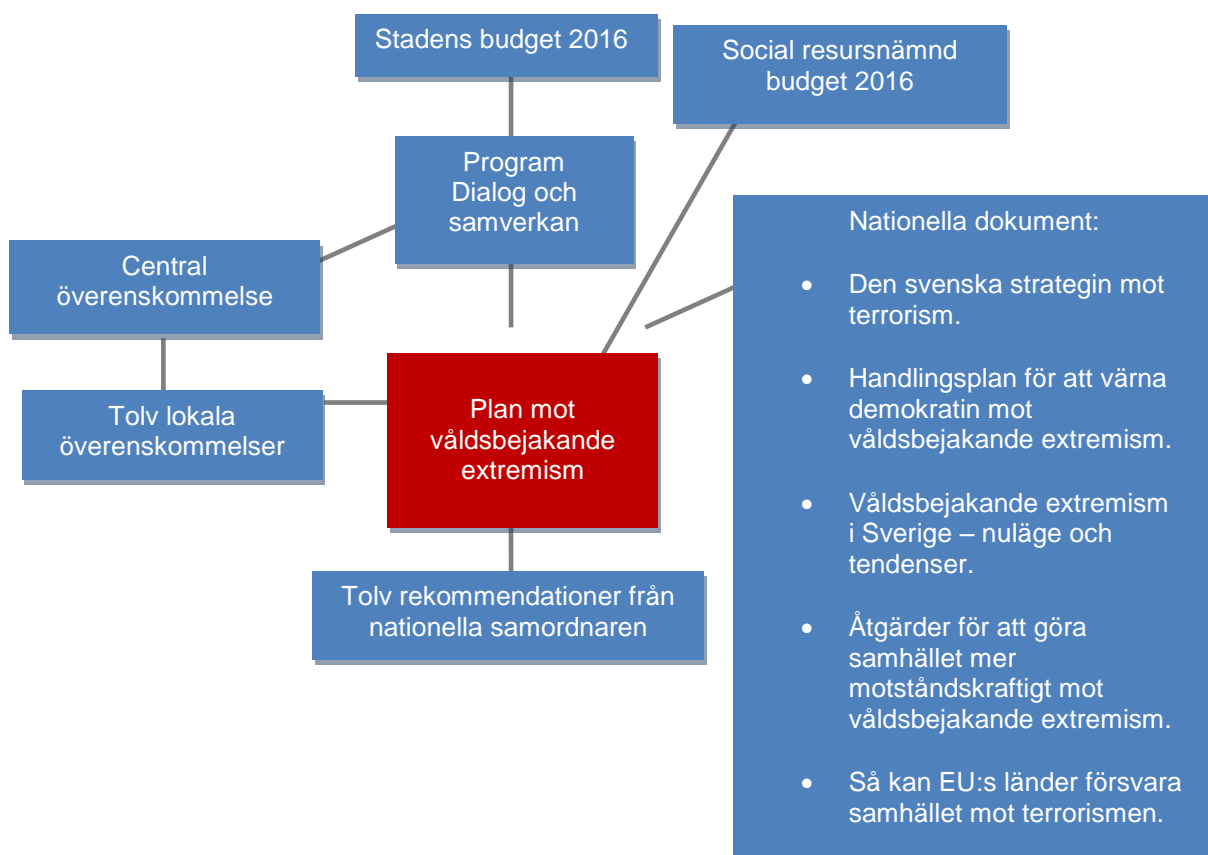 Stadens budget 2016
Social resursnämnd
budget 2016
Program
Dialog och
samverkan
Central
överenskommelse
Tolv lokala
överenskommelser
Plan mot
våldsbejakande
extremism
Tolv rekommendationer från
nationella samordnaren
Nationella dokument:
• Den svenska strategin mot
terrorism.
• Handlingsplan för att värna
demokratin mot
våldsbejakande extremism.
• Våldsbejakande extremism
i Sverige – nuläge och
tendenser.
• Åtgärder för att göra
samhället mer
motståndskraftigt mot
våldsbejakande extremism.
• Så kan EU:s länder försvara
samhället mot terrorismen.